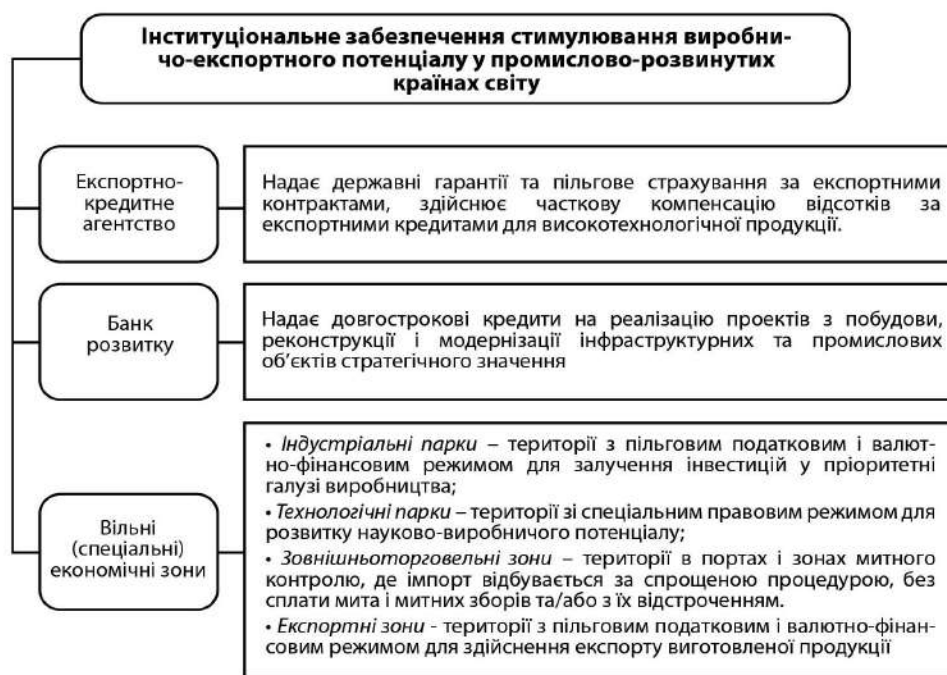 Інституціональне забезпечення стимулювання виробни-
чо-експортного потенціалу у промислово-розвинутих
країнах світу
Експортно-
кредитне
агентство
Надає державні гарантії та пільгове страхування за експортними
контрактами, здійснює часткову компенсацію відсотків за
експортними кредитами для високотехнологічної продукції.
Банк
розвитку
Надає довгострокові кредити на реалізацію проектів з побудови,
реконструкції і модернізації інфраструктурних та промислових
об’єктів стратегічного значення
Вільні
(спеціальні)
економічні зони
• Індустріальні парки – території з пільговим податковим і валют-
но-фінансовим режимом для залучення інвестицій у пріоритетні
галузі виробництва;
• Технологічні парки – території зі спеціальним правовим режимом для
розвитку науково-виробничого потенціалу;
• Зовнішньоторговельні зони – території в портах і зонах митного
контролю, де імпорт відбувається за спрощеною процедурою, без
сплати мита і митних зборів та/або з їх відстроченням.
• Експортні зони - території з пільговим податковим і валютно-фінан-
совим режимом для здійснення експорту виготовленої продукції